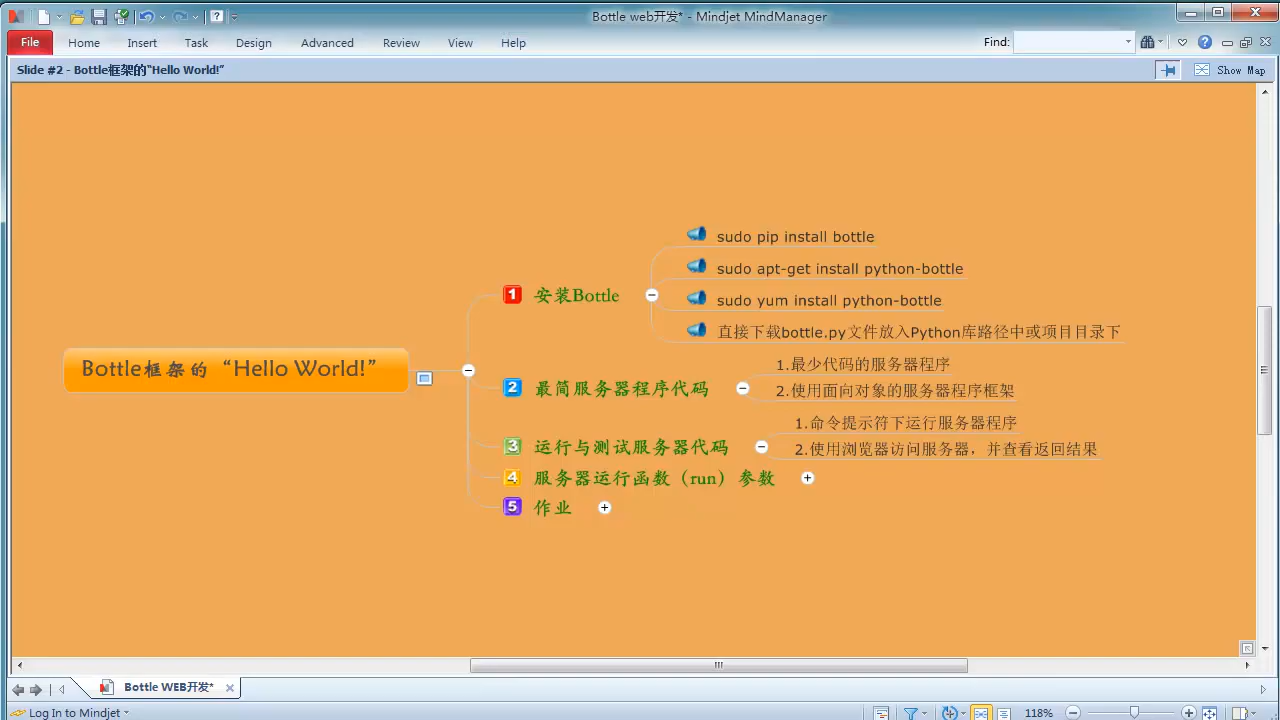 Bottle web开发* - Mindjet MindManager
File Home Insert Task Design Advanced Review View Help Find:
Slide #2 - Bottle框架的"Hello World!" Show Map
Bottle框架的“Hello World!”
1 安装Bottle
sudo pip install bottle
sudo apt-get install python-bottle
sudo yum install python-bottle
直接下载bottle.py文件放入Python库路径中或项目目录下
2 最简服务器程序代码
1.最少代码的服务器程序
2.使用面向对象的服务器程序框架
3 运行与测试服务器代码
1.命令提示符下运行服务器程序
2.使用浏览器访问服务器，并查看返回结果
4 服务器运行函数（run）参数
5 作业
Bottle WEB开发*
Log In to Mindjet 118%